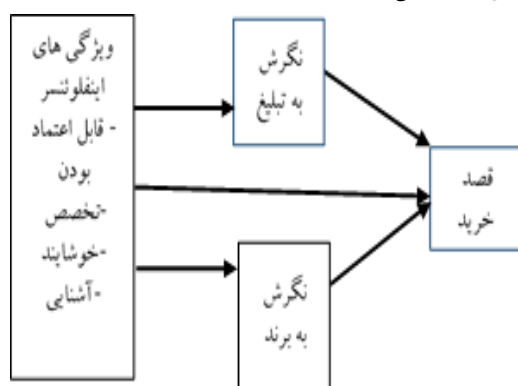 ویژگی های
اینفلوئنسر
- قابل اعتماد
بودن
-تخصص
-خوشایند
-آشنایی
نگرش
به تبلیغ
نگرش
به برند
قصد
خرید